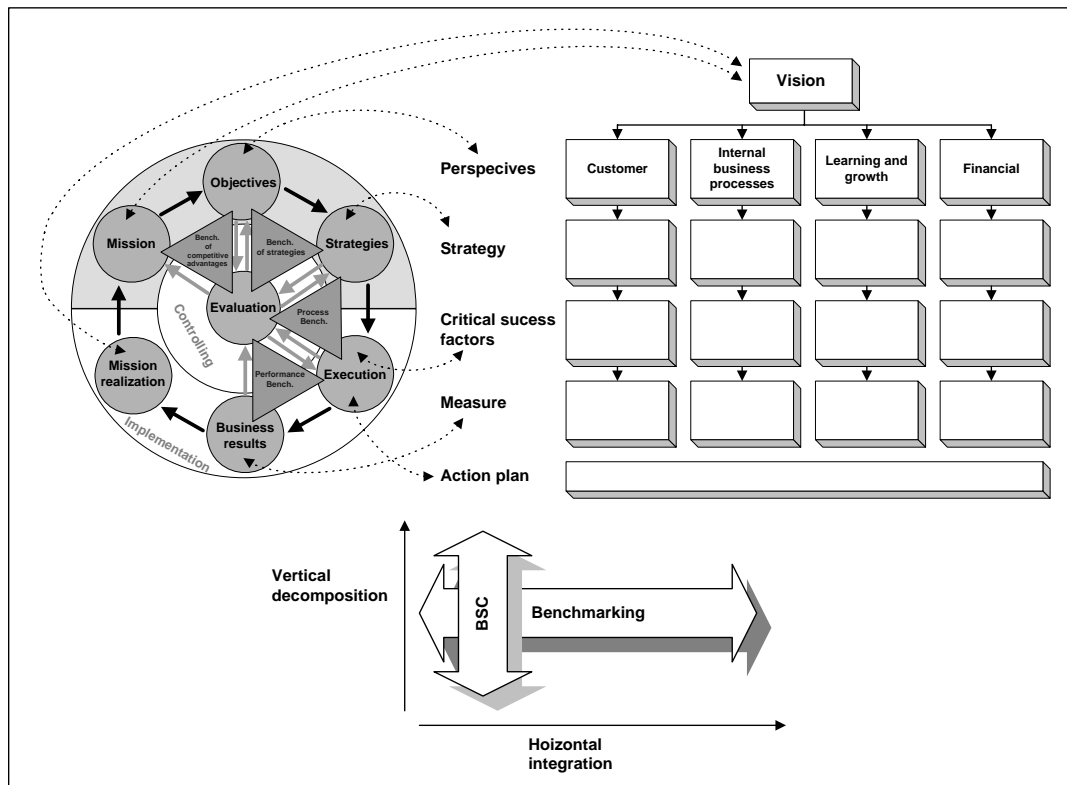 Vision
Perspecives
Customer
Internal
business
processes
Learning and
growth
Financial
Objectives
Mission
Bench.
of
competitive
advantages
Bench.
of strategies
Strategies
Strategy
Evaluation
Process
Bench.
Controlling
Critical sucess
factors
Mission
realization
Performance
Bench.
Execution
Measure
Business
results
Implementation
Action plan
Vertical
decomposition
BSC
Benchmarking
Hoizontal
integration